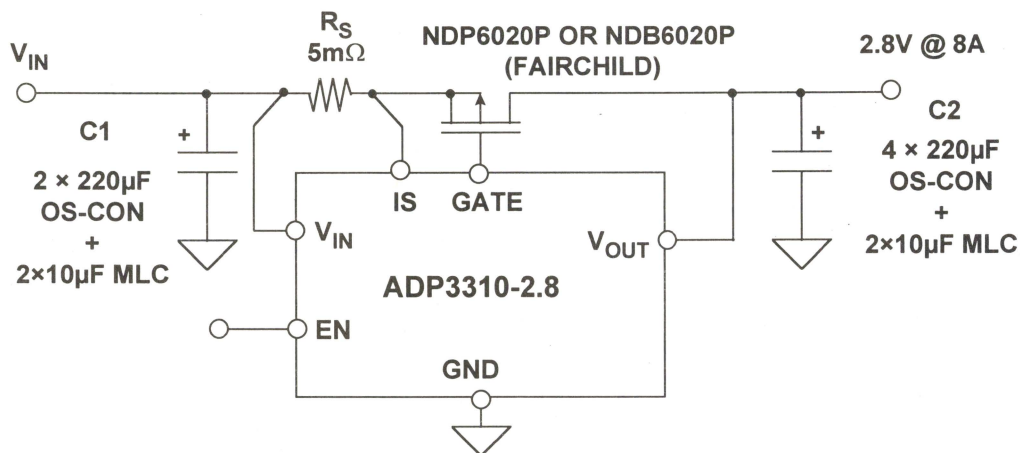 R_S
5mΩ
NDP6020P OR NDB6020P
(FAIRCHILD)
2.8V @ 8A
V_IN
C1
+
2 × 220µF
OS-CON
+
2×10µF MLC
+
C2
4 × 220µF
OS-CON
+
2×10µF MLC
IS
GATE
V_IN
V_OUT
ADP3310-2.8
EN
GND